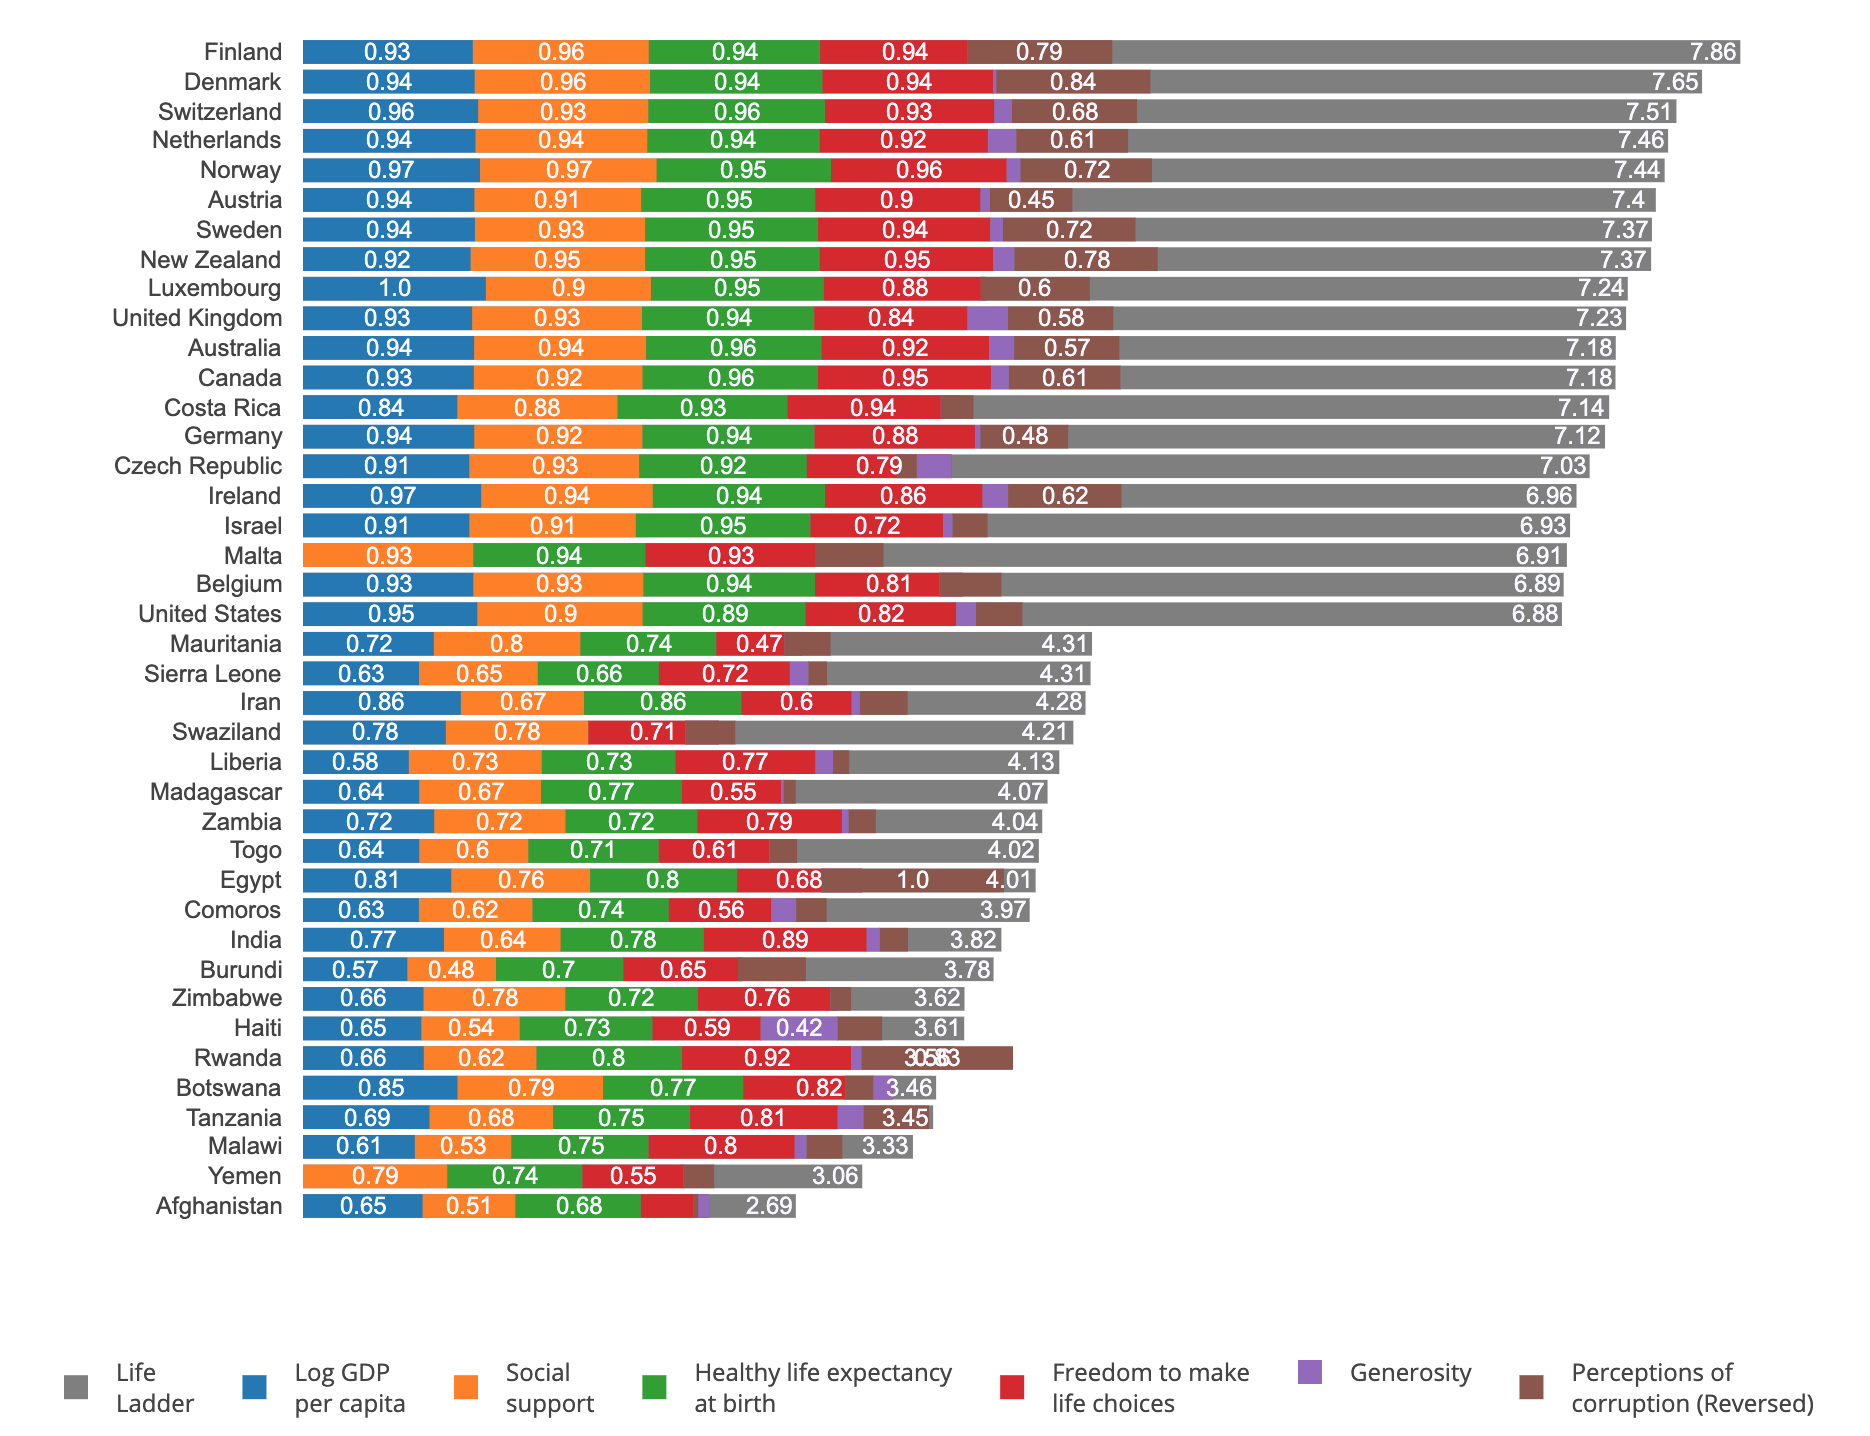 Finland 0.93 0.96 0.94 0.94 0.79 7.86
Denmark 0.94 0.96 0.94 0.94 0.84 7.65
Switzerland 0.96 0.93 0.96 0.93 0.68 7.51
Netherlands 0.94 0.94 0.94 0.92 0.61 7.46
Norway 0.97 0.97 0.95 0.96 0.72 7.44
Austria 0.94 0.91 0.95 0.9 0.45 7.4
Sweden 0.94 0.93 0.95 0.94 0.72 7.37
New Zealand 0.92 0.95 0.95 0.95 0.78 7.37
Luxembourg 1.0 0.9 0.95 0.88 0.6 7.24
United Kingdom 0.93 0.93 0.94 0.84 0.58 7.23
Australia 0.94 0.94 0.96 0.92 0.57 7.18
Canada 0.93 0.92 0.96 0.95 0.61 7.18
Costa Rica 0.84 0.88 0.93 0.94 7.14
Germany 0.94 0.92 0.94 0.88 0.48 7.12
Czech Republic 0.91 0.93 0.92 0.79 7.03
Ireland 0.97 0.94 0.94 0.86 0.62 6.96
Israel 0.91 0.91 0.95 0.72 6.93
Malta 0.93 0.94 0.93 6.91
Belgium 0.93 0.93 0.94 0.81 6.89
United States 0.95 0.9 0.89 0.82 6.88
Mauritania 0.72 0.8 0.74 0.47 4.31
Sierra Leone 0.63 0.65 0.66 0.72 4.31
Iran 0.86 0.67 0.86 0.6 4.28
Swaziland 0.78 0.78 0.71 4.21
Liberia 0.58 0.73 0.73 0.77 4.13
Madagascar 0.64 0.67 0.77 0.55 4.07
Zambia 0.72 0.72 0.72 0.79 4.04
Togo 0.64 0.6 0.71 0.61 4.02
Egypt 0.81 0.76 0.8 0.68 1.0 4.01
Comoros 0.63 0.62 0.74 0.56 3.97
India 0.77 0.64 0.78 0.89 3.82
Burundi 0.57 0.48 0.7 0.65 3.78
Zimbabwe 0.66 0.78 0.72 0.76 3.62
Haiti 0.65 0.54 0.73 0.59 0.42 3.61
Rwanda 0.66 0.62 0.8 0.92
Botswana 0.85 0.79 0.77 0.82 3.46
Tanzania 0.69 0.68 0.75 0.81 3.45
Malawi 0.61 0.53 0.75 0.8 3.33
Yemen 0.79 0.74 0.55 3.06
Afghanistan 0.65 0.51 0.68 2.69
Life Ladder
Log GDP per capita
Social support
Healthy life expectancy at birth
Freedom to make life choices
Generosity
Perceptions of corruption (Reversed)